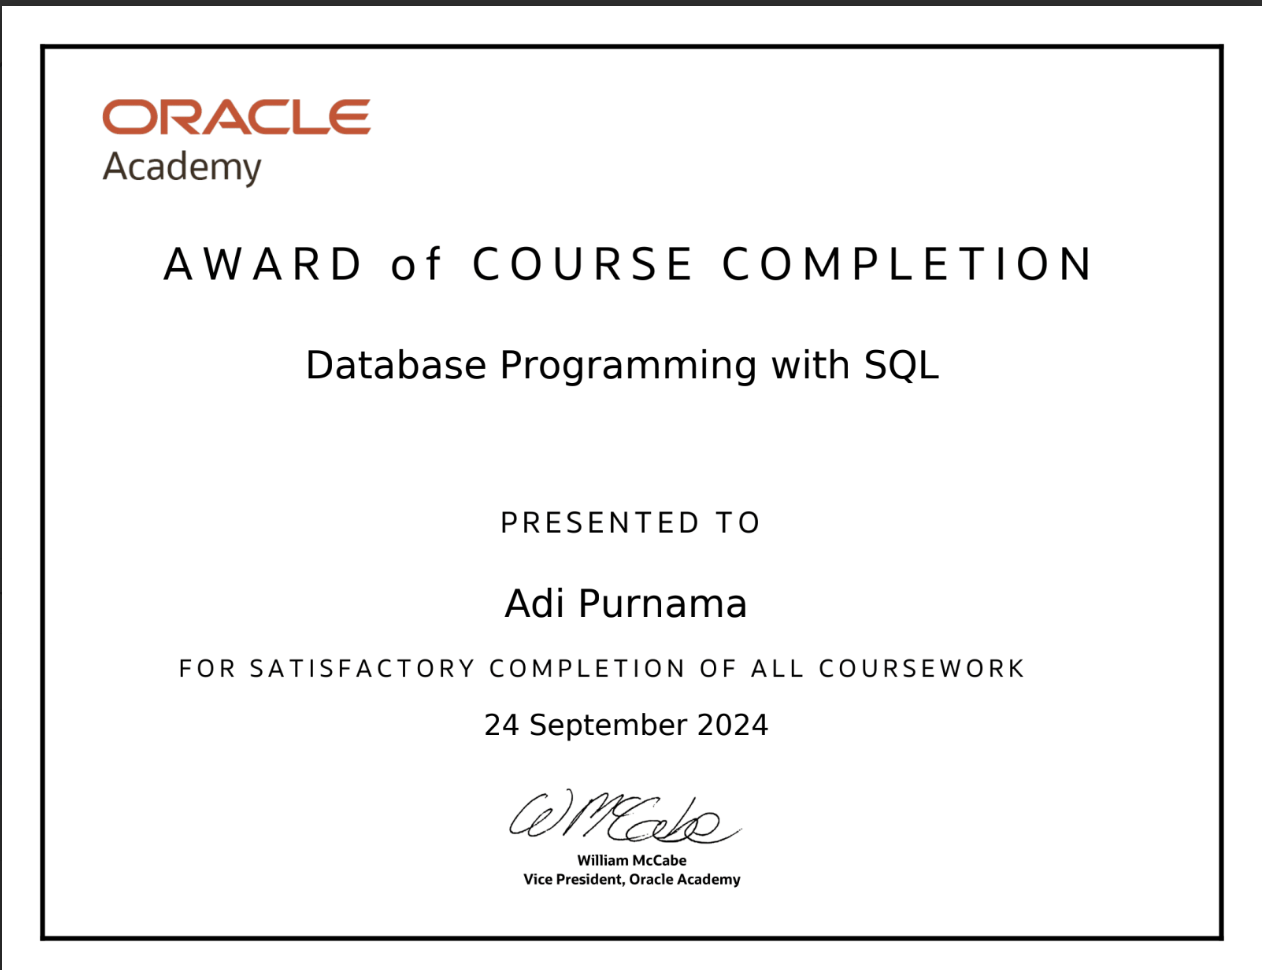 ORACLE
Academy
AWARD of COURSE COMPLETION
Database Programming with SQL
PRESENTED TO
Adi Purnama
FOR SATISFACTORY COMPLETION OF ALL COURSEWORK
24 September 2024
WMcCabe
William McCabe
Vice President, Oracle Academy